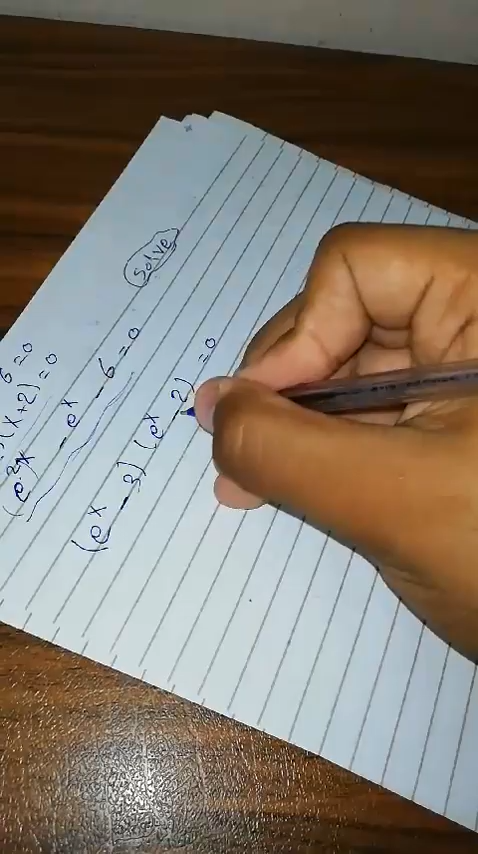 Solve
6 = 0
(x+2) = 0
e^2x - e^x - 6 = 0
(e^x - 3) (e^x 2) = 0